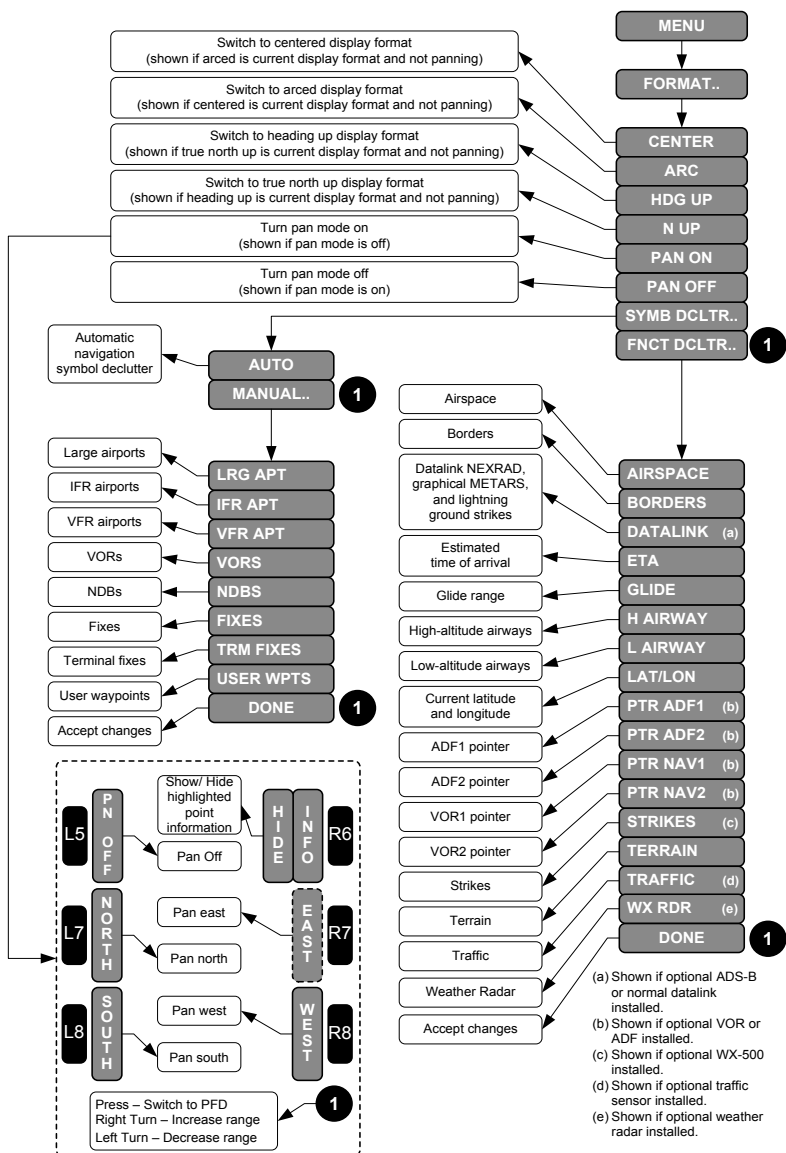 MENU
FORMAT..
Switch to centered display format
(shown if arced is current display format and not panning)
Switch to arced display format
(shown if centered is current display format and not panning)
Switch to heading up display format
(shown if true north up is current display format and not panning)
Switch to true north up display format
(shown if heading up is current display format and not panning)
Turn pan mode on
(shown if pan mode is off)
Turn pan mode off
(shown if pan mode is on)
CENTER
ARC
HDG UP
N UP
PAN ON
PAN OFF
SYMB DCLTR..
FNCT DCLTR..
1
Automatic
navigation
symbol declutter
AUTO
MANUAL..
1
Large airports
IFR airports
VFR airports
VORs
NDBs
Fixes
Terminal fixes
User waypoints
Accept changes
LRG APT
IFR APT
VFR APT
VORS
NDBS
FIXES
TRM FIXES
USER WPTS
DONE
1
Airspace
Borders
Datalink NEXRAD,
graphical METARS,
and lightning
ground strikes
Estimated
time of arrival
Glide range
High-altitude airways
Low-altitude airways
Current latitude
and longitude
ADF1 pointer
ADF2 pointer
VOR1 pointer
VOR2 pointer
Strikes
Terrain
Traffic
Weather Radar
Accept changes
AIRSPACE
BORDERS
DATALINK (a)
ETA
GLIDE
H AIRWAY
L AIRWAY
LAT/LON
PTR ADF1 (b)
PTR ADF2 (b)
PTR NAV1 (b)
PTR NAV2 (b)
STRIKES (c)
TERRAIN
TRAFFIC (d)
WX RDR (e)
DONE
1
(a) Shown if optional ADS-B
or normal datalink
installed.
(b) Shown if optional VOR or
ADF installed.
(c) Shown if optional WX-500
installed.
(d) Shown if optional traffic
sensor installed.
(e) Shown if optional weather
radar installed.
L5
PN OFF
Pan Off
Show/ Hide
highlighted
point
information
HIDE
INFO
R6
L7
NORTH
Pan east
Pan north
EAST
R7
L8
SOUTH
Pan west
Pan south
WEST
R8
Press – Switch to PFD
Right Turn – Increase range
Left Turn – Decrease range
1